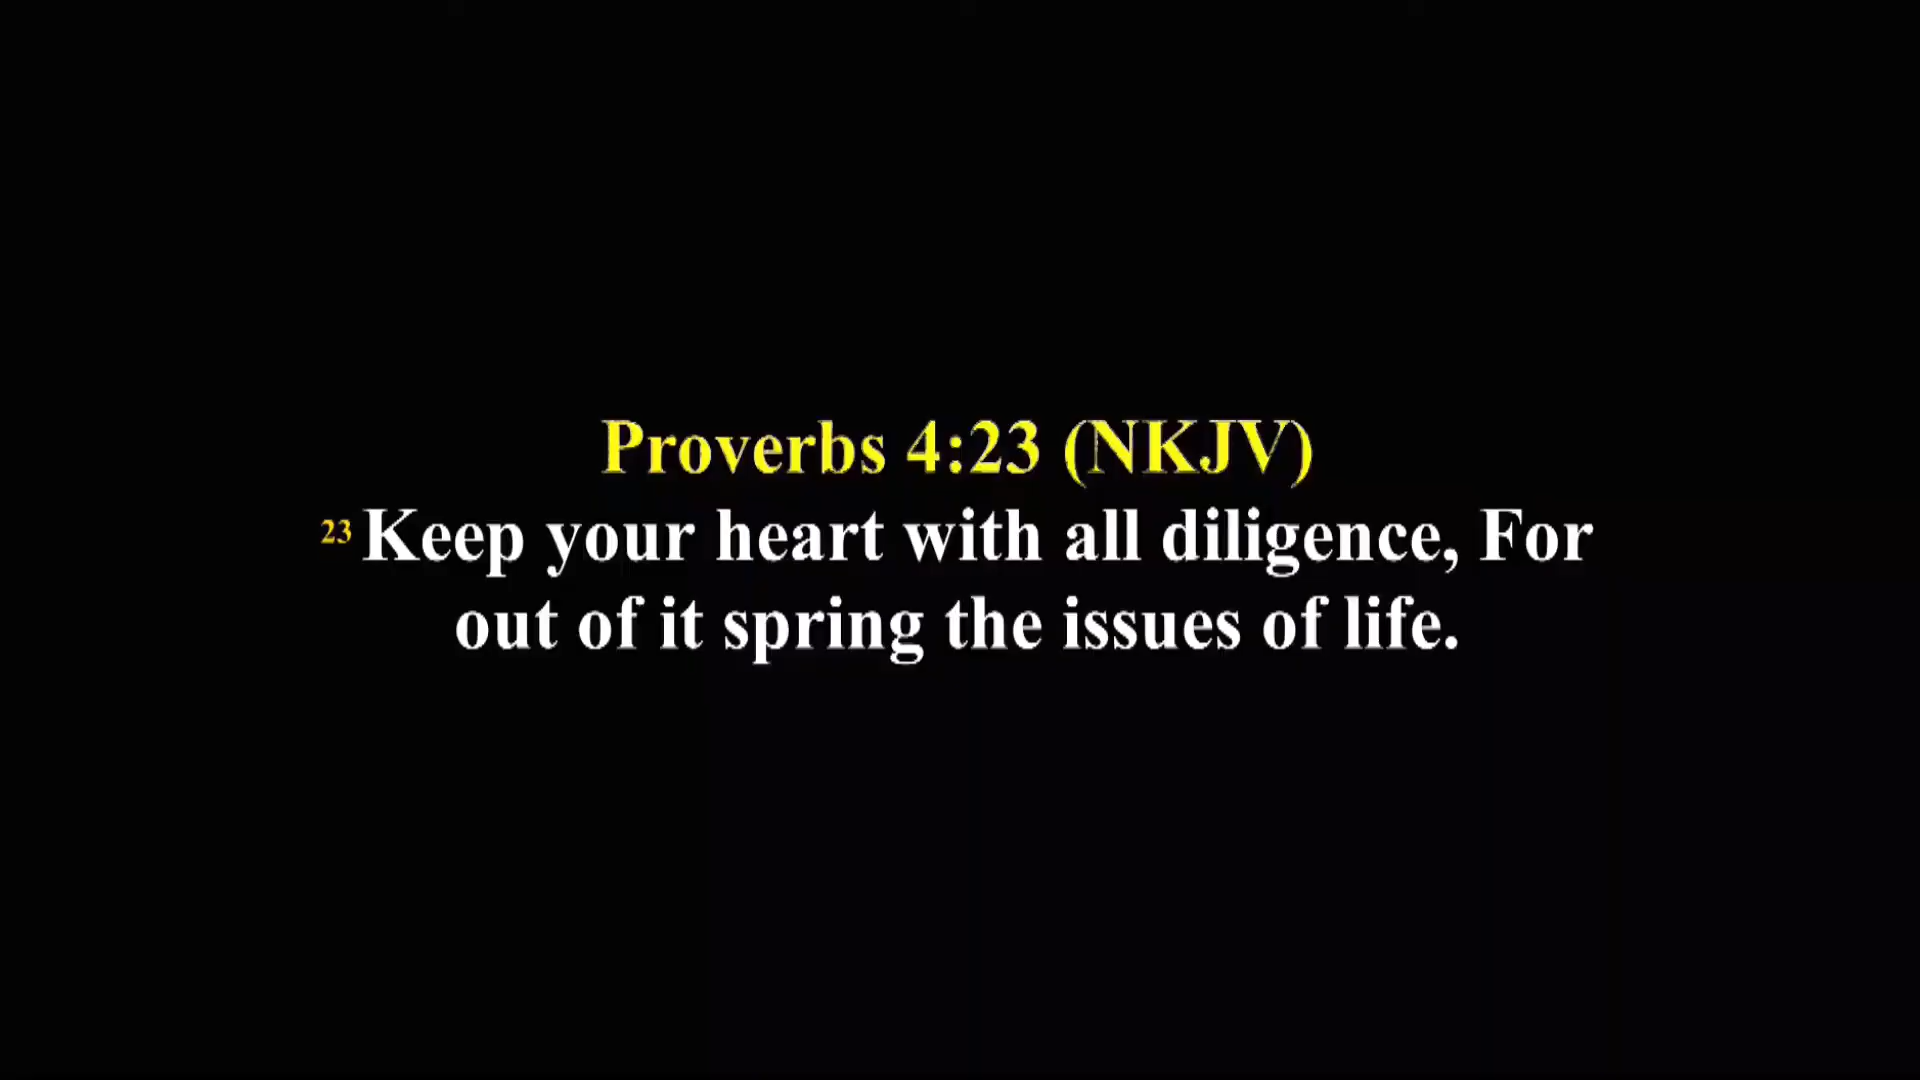 Proverbs 4:23 (NKJV)
23 Keep your heart with all diligence, For
out of it spring the issues of life.